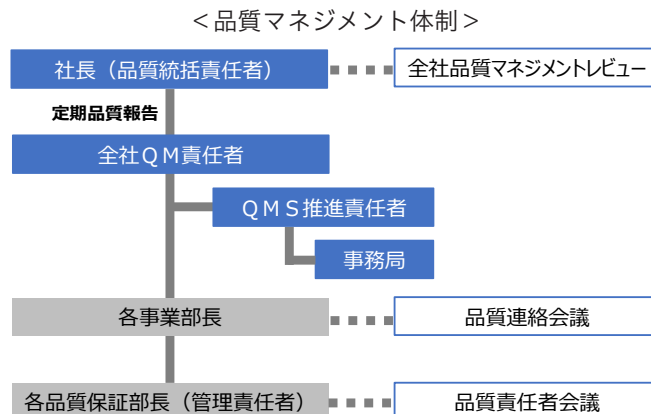 ＜品質マネジメント体制＞
社長（品質統括責任者）
全社品質マネジメントレビュー
定期品質報告
全社ＱＭ責任者
ＱＭＳ推進責任者
事務局
各事業部長
品質連絡会議
各品質保証部長（管理責任者）
品質責任者会議